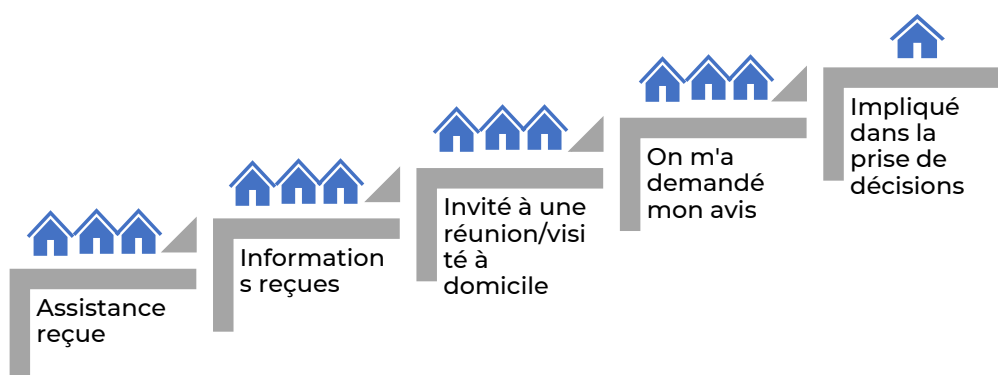 Assistance
reçue
Information
s reçues
Invité à une
réunion/visi
té à
domicile
On m'a
demandé
mon avis
Impliqué
dans la
prise de
décisions